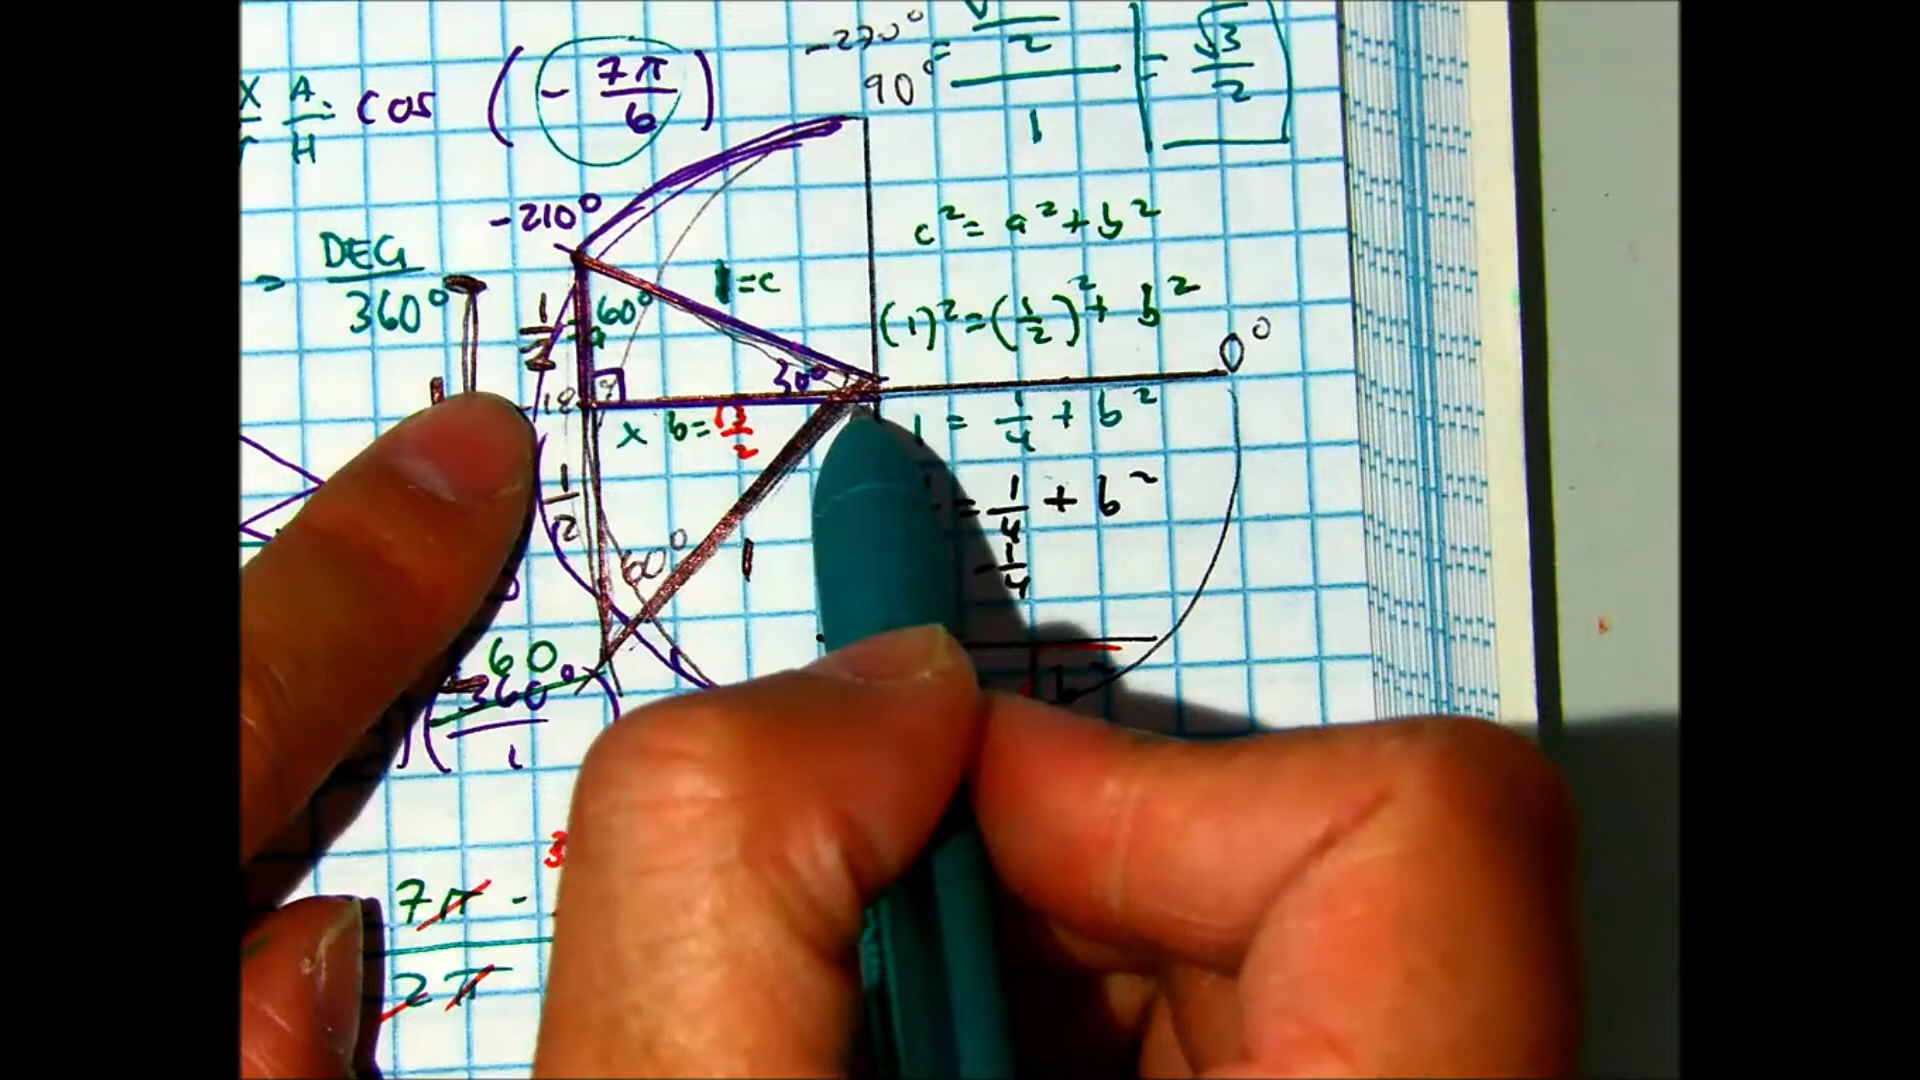 X/r A/H = cos (- 7π/6)
-270°
90° = √/2 / 1 = √3/2
-210°
DEG/360°
=
1/2
60°
1=c
c² = a² + b²
(1)² = (1/2)² + b²
30°
0°
x b = √3/2
1 = 1/4 + b²
1/2
= 1/4 + b²
60°
1
- 1/4
60
360°/1
7π -
2π